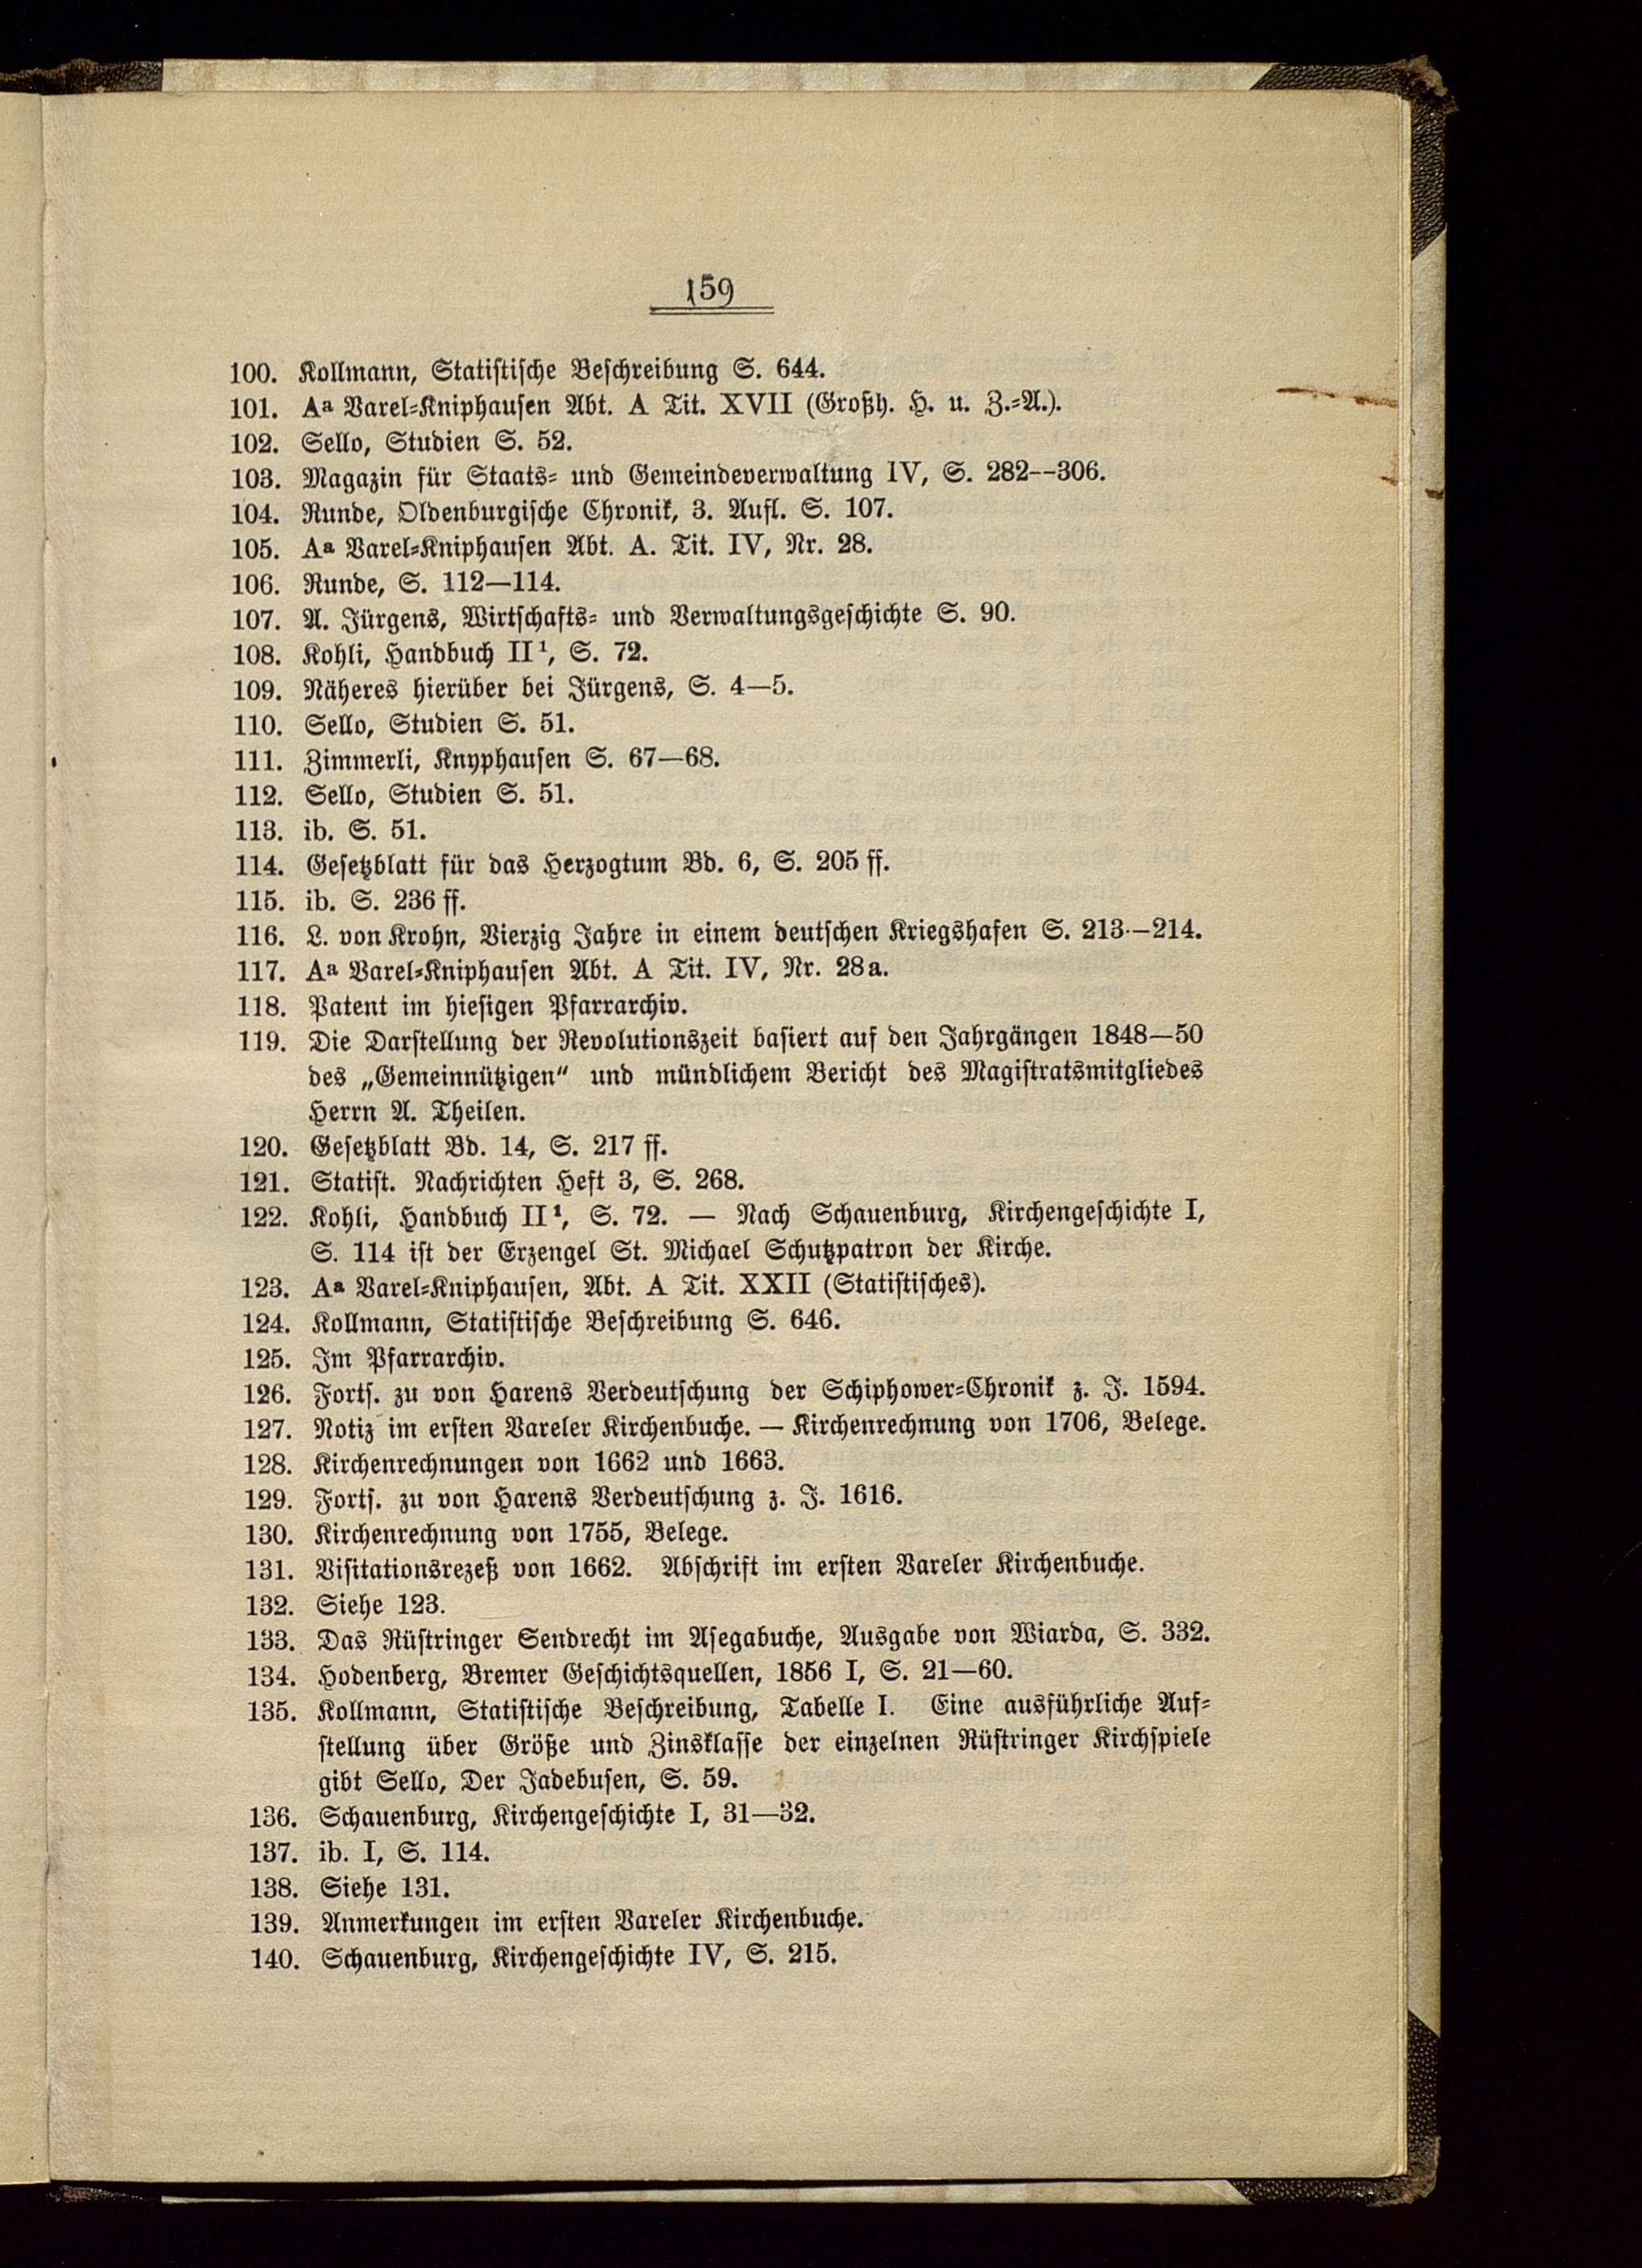 159
100. Kollmann, Statistische Beschreibung S. 644.
101. Aa Varel-Kniphausen Abt. A Tit. XVII (Großh. H. u. Z.-A.).
102. Sello, Studien S. 52.
103. Magazin für Staats- und Gemeindeverwaltung IV, S. 282--306.
104. Runde, Oldenburgische Chronik, 3. Aufl. S. 107.
105. Aa Varel-Kniphausen Abt. A. Tit. IV, Nr. 28.
106. Runde, S. 112—114.
107. A. Jürgens, Wirtschafts- und Verwaltungsgeschichte S. 90.
108. Kohli, Handbuch II¹, S. 72.
109. Näheres hierüber bei Jürgens, S. 4—5.
110. Sello, Studien S. 51.
111. Zimmerli, Knyphausen S. 67—68.
112. Sello, Studien S. 51.
113. ib. S. 51.
114. Gesetzblatt für das Herzogtum Bd. 6, S. 205 ff.
115. ib. S. 236 ff.
116. L. von Krohn, Vierzig Jahre in einem deutschen Kriegshafen S. 213—214.
117. Aa Varel-Kniphausen Abt. A Tit. IV, Nr. 28a.
118. Patent im hiesigen Pfarrarchiv.
119. Die Darstellung der Revolutionszeit basiert auf den Jahrgängen 1848—50
des „Gemeinnützigen“ und mündlichem Bericht des Magistratsmitgliedes
Herrn A. Theilen.
120. Gesetzblatt Bd. 14, S. 217 ff.
121. Statist. Nachrichten Heft 3, S. 268.
122. Kohli, Handbuch II¹, S. 72. — Nach Schauenburg, Kirchengeschichte I,
S. 114 ist der Erzengel St. Michael Schutzpatron der Kirche.
123. Aa Varel-Kniphausen, Abt. A Tit. XXII (Statistisches).
124. Kollmann, Statistische Beschreibung S. 646.
125. Im Pfarrarchiv.
126. Forts. zu von Harens Verdeutschung der Schiphower-Chronik z. J. 1594.
127. Notiz im ersten Vareler Kirchenbuche. — Kirchenrechnung von 1706, Belege.
128. Kirchenrechnungen von 1662 und 1663.
129. Forts. zu von Harens Verdeutschung z. J. 1616.
130. Kirchenrechnung von 1755, Belege.
131. Visitationsrezeß von 1662. Abschrift im ersten Vareler Kirchenbuche.
132. Siehe 123.
133. Das Rüstringer Sendrecht im Asegabuche, Ausgabe von Wiarda, S. 332.
134. Hodenberg, Bremer Geschichtsquellen, 1856 I, S. 21—60.
135. Kollmann, Statistische Beschreibung, Tabelle I. Eine ausführliche Auf-
stellung über Größe und Zinsklasse der einzelnen Rüstringer Kirchspiele
gibt Sello, Der Jadebusen, S. 59.
136. Schauenburg, Kirchengeschichte I, 31—32.
137. ib. I, S. 114.
138. Siehe 131.
139. Anmerkungen im ersten Vareler Kirchenbuche.
140. Schauenburg, Kirchengeschichte IV, S. 215.